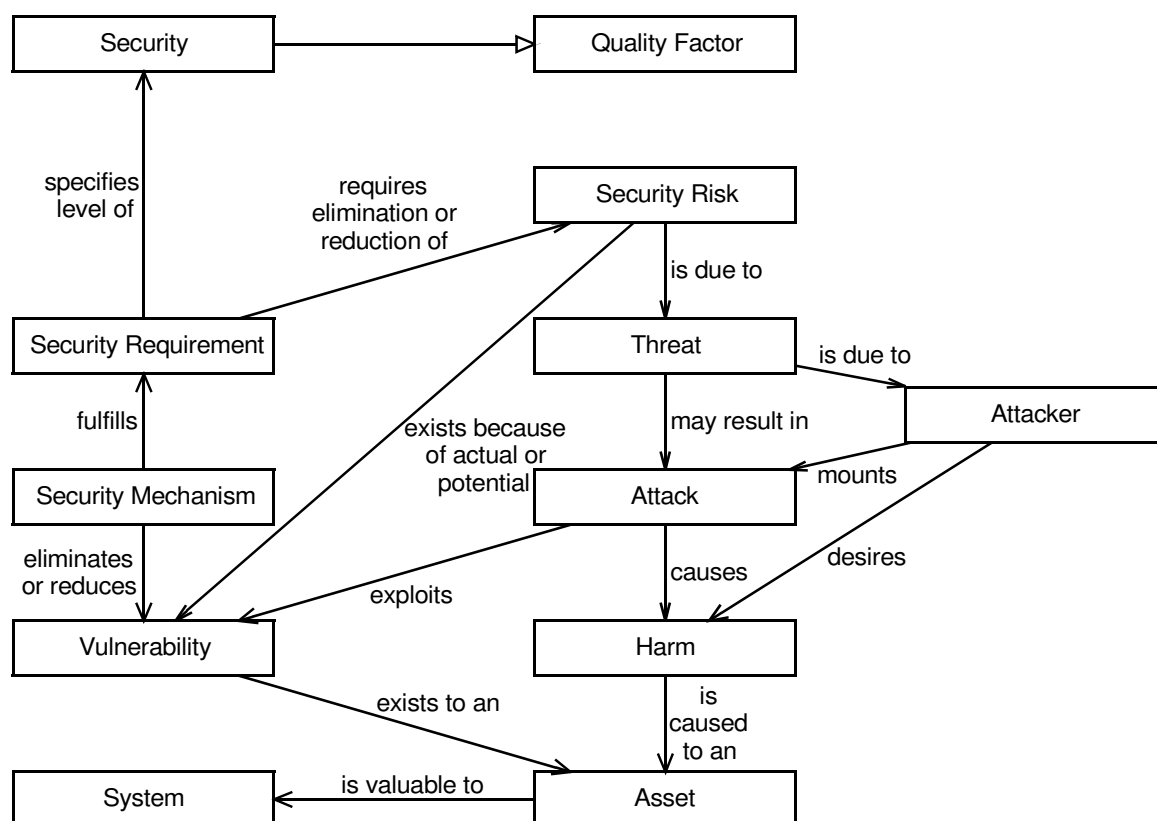 Security
Quality Factor
specifies
level of
requires
elimination or
reduction of
Security Risk
is due to
Security Requirement
Threat
is due to
fulfills
exists because
of actual or
potential
may result in
Attacker
Security Mechanism
Attack
mounts
eliminates
or reduces
exploits
causes
desires
Vulnerability
Harm
exists to an
is
caused
to an
System
is valuable to
Asset